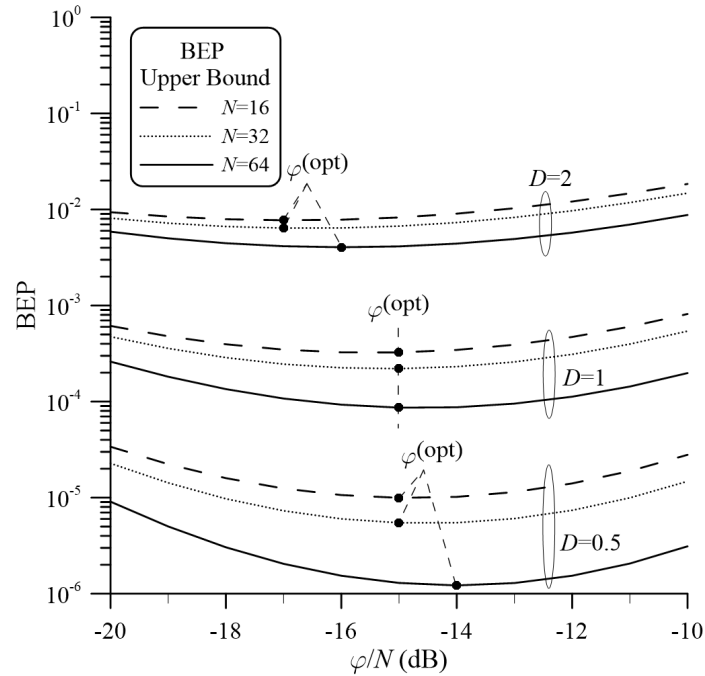 10^0
10^-1
10^-2
10^-3
10^-4
10^-5
10^-6
BEP
BEP
Upper Bound
N=16
N=32
N=64
φ(opt)
D=2
φ(opt)
D=1
φ(opt)
D=0.5
-20 -18 -16 -14 -12 -10
φ/N (dB)